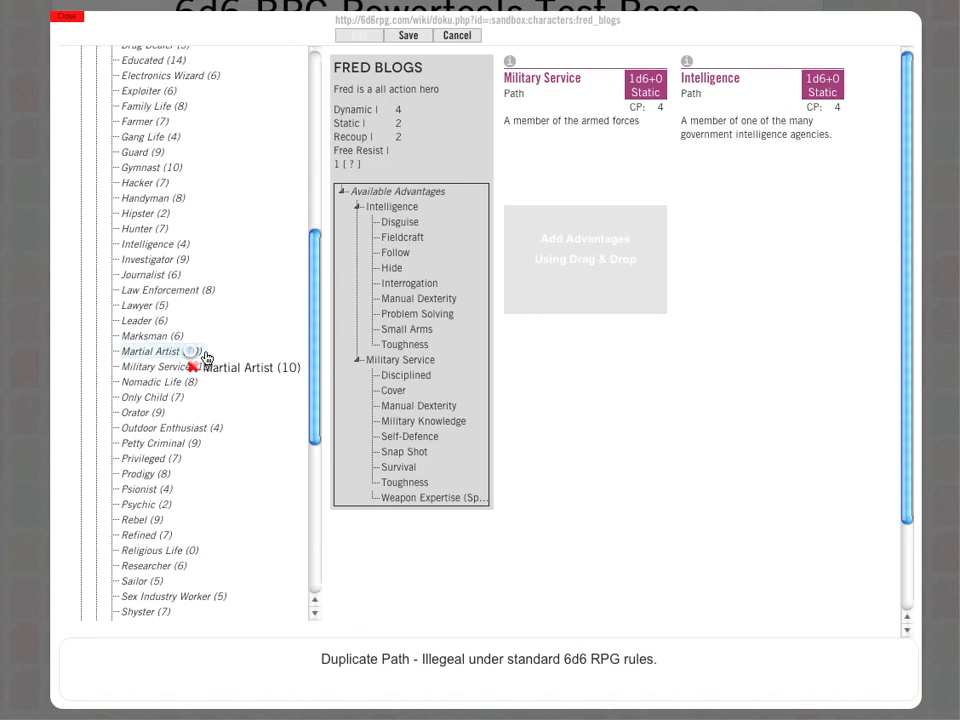 6d6 RPG Powertools Test Page
Close
http://6d6rpg.com/wiki/doku.php?id=:sandbox:characters:fred_blogs
Edit Save Cancel
Drug Dealer (5)
Educated (14)
Electronics Wizard (6)
Exploiter (6)
Family Life (8)
Farmer (7)
Gang Life (4)
Guard (9)
Gymnast (10)
Hacker (7)
Handyman (8)
Hipster (2)
Hunter (7)
Intelligence (4)
Investigator (9)
Journalist (6)
Law Enforcement (8)
Lawyer (5)
Leader (6)
Marksman (6)
Martial Artist
Military Service
Martial Artist (10)
Nomadic Life (8)
Only Child (7)
Orator (9)
Outdoor Enthusiast (4)
Petty Criminal (9)
Privileged (7)
Prodigy (8)
Psionist (4)
Psychic (2)
Rebel (9)
Refined (7)
Religious Life (0)
Researcher (6)
Sailor (5)
Sex Industry Worker (5)
Shyster (7)
FRED BLOGS
Fred is a all action hero
Dynamic | 4
Static | 2
Recoup | 2
Free Resist |
1 [ ? ]
Available Advantages
Intelligence
Disguise
Fieldcraft
Follow
Hide
Interrogation
Manual Dexterity
Problem Solving
Small Arms
Toughness
Military Service
Disciplined
Cover
Manual Dexterity
Military Knowledge
Self-Defence
Snap Shot
Survival
Toughness
Weapon Expertise (Sp...
i
Military Service 1d6+0
Path Static
CP: 4
A member of the armed forces
i
Intelligence 1d6+0
Path Static
CP: 4
A member of one of the many
government intelligence agencies.
Add Advantages
Using Drag & Drop
Duplicate Path - Illegeal under standard 6d6 RPG rules.